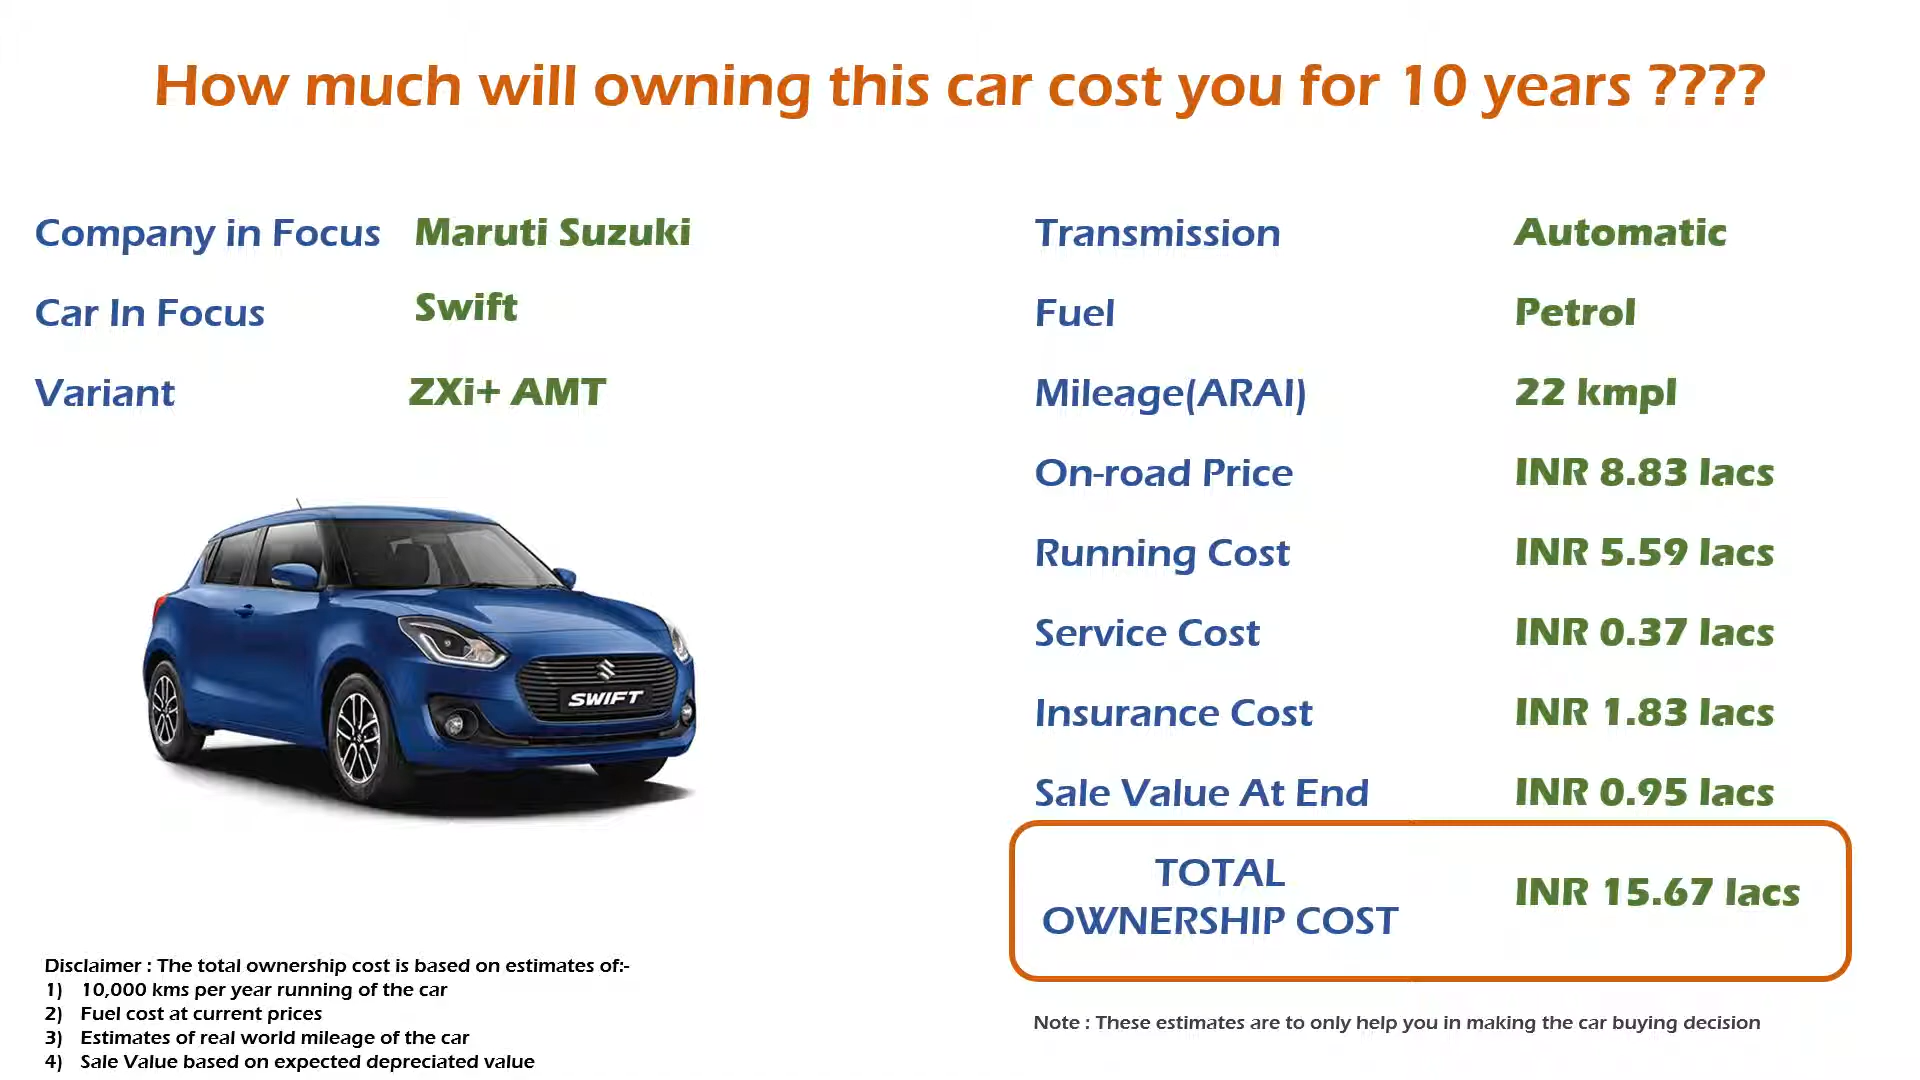 How much will owning this car cost you for 10 years ????
Company in Focus Maruti Suzuki
Car In Focus Swift
Variant ZXi+ AMT
SWIFT
Transmission Automatic
Fuel Petrol
Mileage(ARAI) 22 kmpl
On-road Price INR 8.83 lacs
Running Cost INR 5.59 lacs
Service Cost INR 0.37 lacs
Insurance Cost INR 1.83 lacs
Sale Value At End INR 0.95 lacs
TOTAL
OWNERSHIP COST INR 15.67 lacs
Disclaimer : The total ownership cost is based on estimates of:-
1) 10,000 kms per year running of the car
2) Fuel cost at current prices
3) Estimates of real world mileage of the car
4) Sale Value based on expected depreciated value
Note : These estimates are to only help you in making the car buying decision